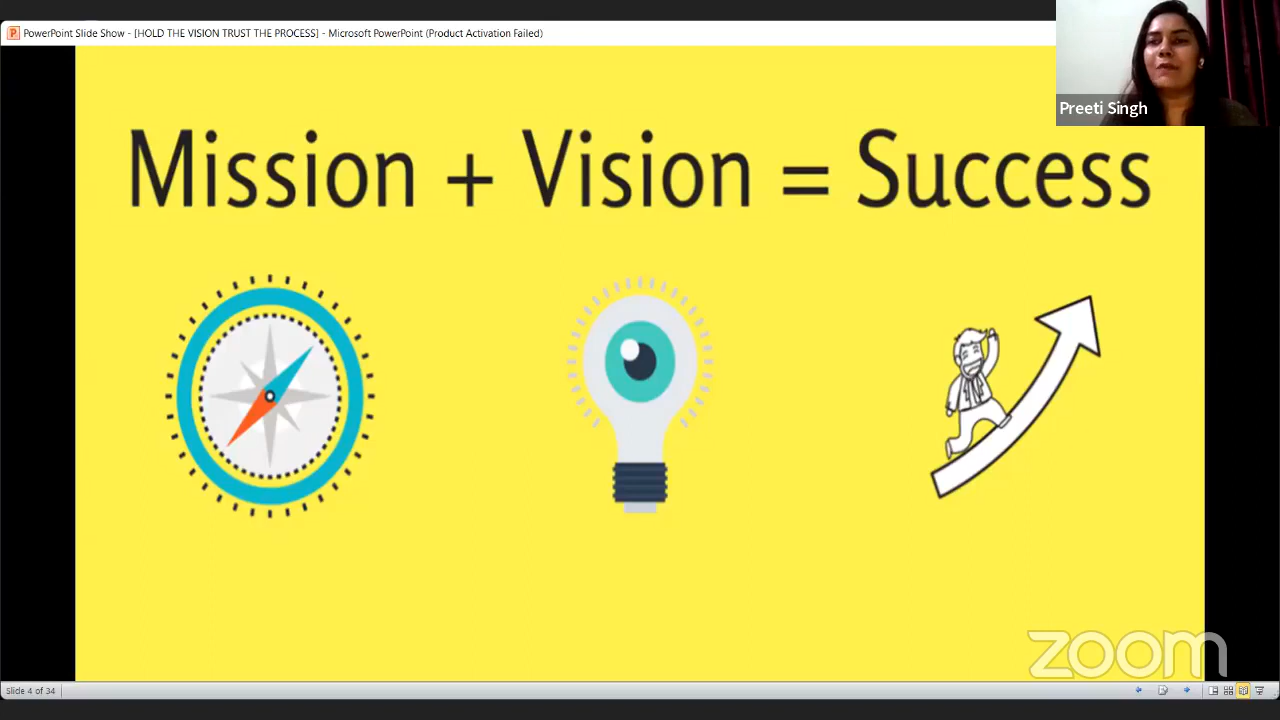 PowerPoint Slide Show - [HOLD THE VISION TRUST THE PROCESS] - Microsoft PowerPoint (Product Activation Failed)
Preeti Singh
Mission + Vision = Success
zoom
Slide 4 of 34